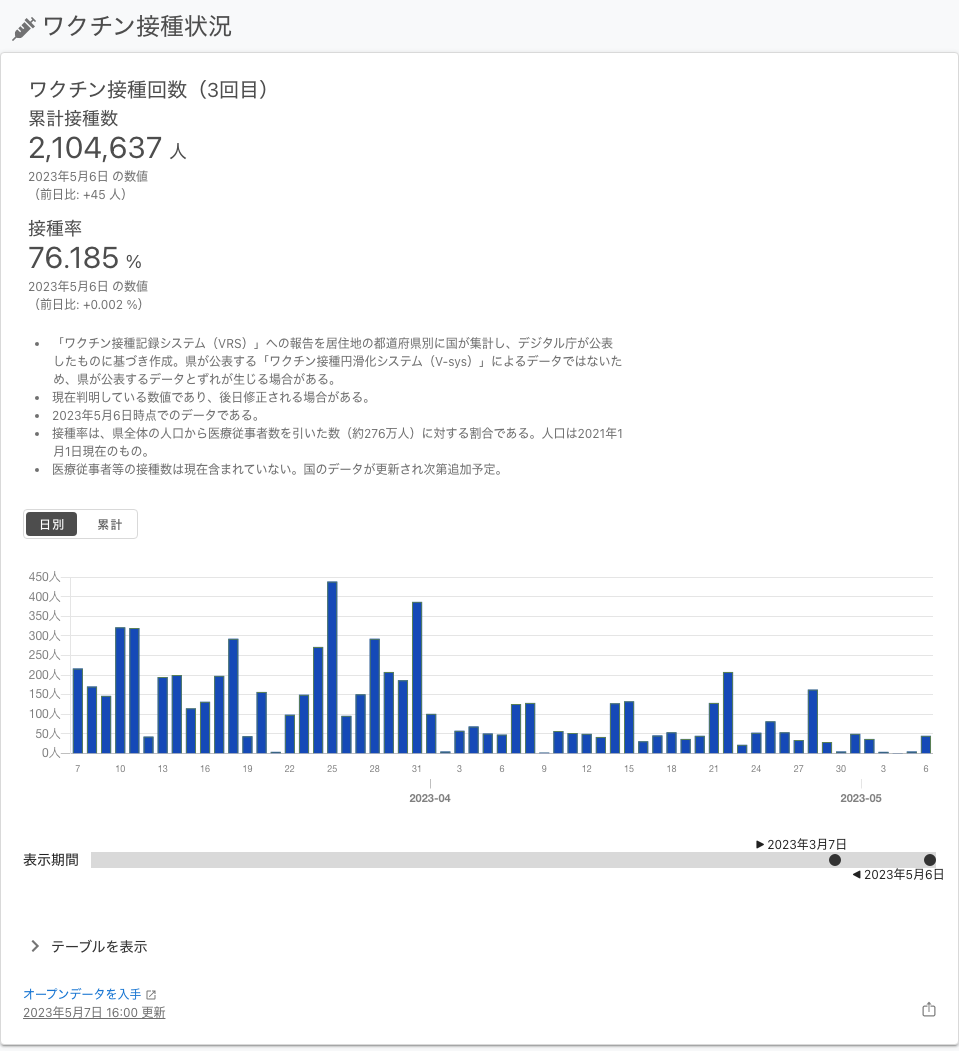 ワクチン接種状況
ワクチン接種回数（3回目）
累計接種数
2,104,637 人
2023年5月6日 の数値
（前日比: +45 人）
接種率
76.185 %
2023年5月6日 の数値
（前日比: +0.002 %）
• 「ワクチン接種記録システム（VRS）」への報告を居住地の都道府県別に国が集計し、デジタル庁が公表
したものに基づき作成。県が公表する「ワクチン接種円滑化システム（V-sys）」によるデータではないた
め、県が公表するデータとずれが生じる場合がある。
• 現在判明している数値であり、後日修正される場合がある。
• 2023年5月6日時点でのデータである。
• 接種率は、県全体の人口から医療従事者数を引いた数（約276万人）に対する割合である。人口は2021年1
月1日現在のもの。
• 医療従事者等の接種数は現在含まれていない。国のデータが更新され次第追加予定。
日別 累計
450人
400人
350人
300人
250人
200人
150人
100人
50人
0人
7 10 13 16 19 22 25 28 31 3 6 9 12 15 18 21 24 27 30 3 6
2023-04 2023-05
▶ 2023年3月7日
表示期間
◀ 2023年5月6日
テーブルを表示
オープンデータを入手
2023年5月7日 16:00 更新